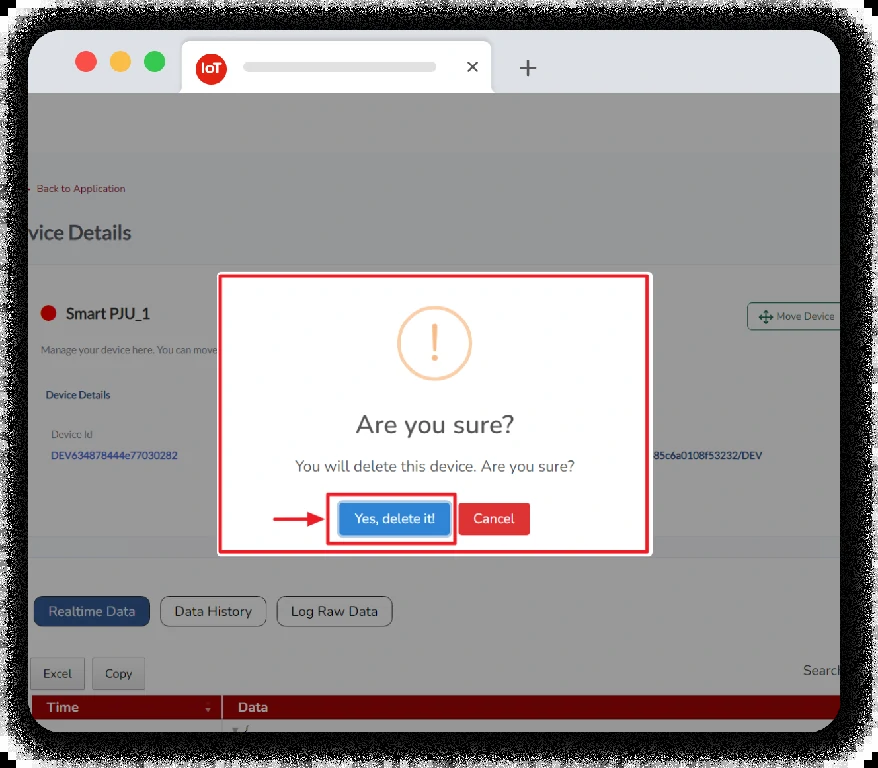 IoT
Back to Application
vice Details
Smart PJU_1
Move Device
Manage your device here. You can move
Device Details
Device Id
DEV634878444e77030282
85c6a0108f53232/DEV
!
Are you sure?
You will delete this device. Are you sure?
Yes, delete it!
Cancel
Realtime Data
Data History
Log Raw Data
Excel
Copy
Search
Time
Data